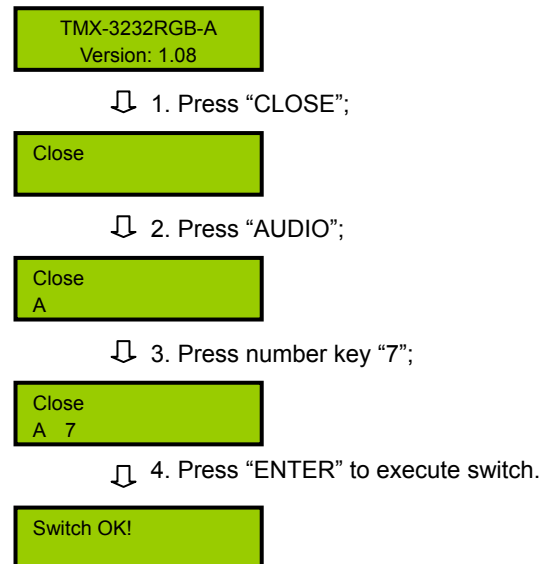 TMX-3232RGB-A
Version: 1.08
1. Press “CLOSE”;
Close
2. Press “AUDIO”;
Close
A
3. Press number key “7”;
Close
A 7
4. Press “ENTER” to execute switch.
Switch OK!